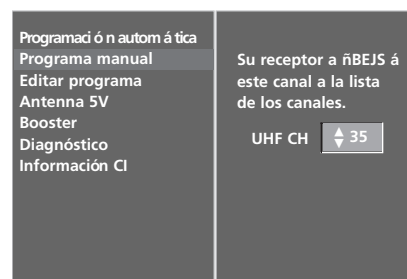 Programaci ó n autom á tica
Programa manual
Editar programa
Antenna 5V
Booster
Diagnóstico
Información CI
Su receptor a ñBEJS á
este canal a la lista
de los canales.
UHF CH 35